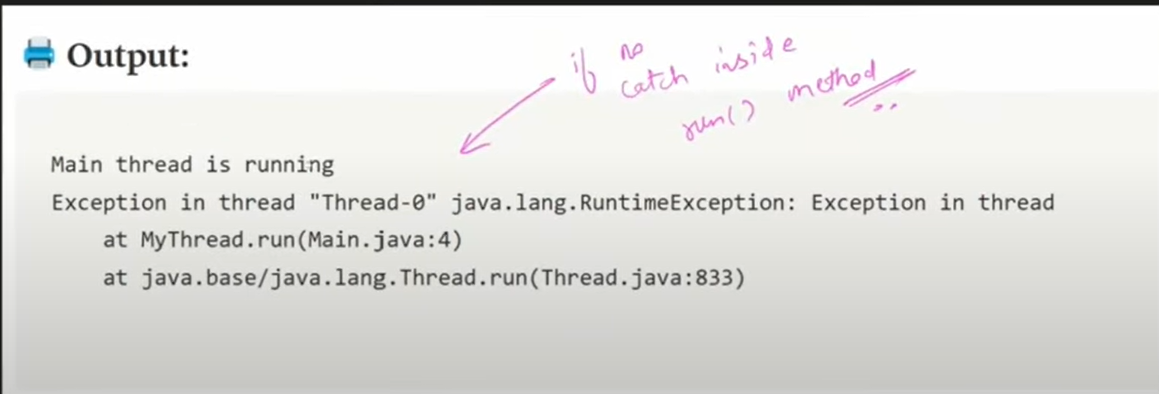 Output:
if no
catch inside
run() method
Main thread is running
Exception in thread "Thread-0" java.lang.RuntimeException: Exception in thread
at MyThread.run(Main.java:4)
at java.base/java.lang.Thread.run(Thread.java:833)